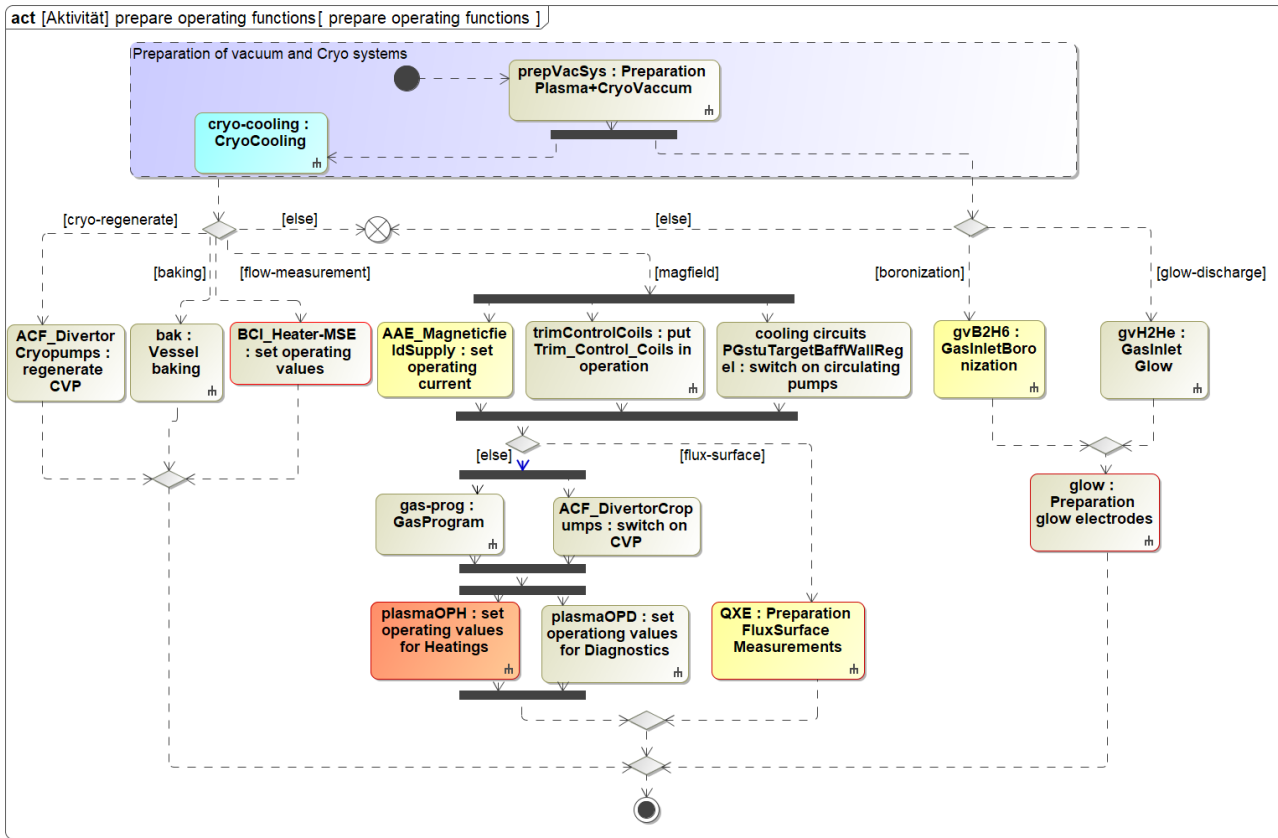 act [Aktivität] prepare operating functions[ prepare operating functions ]
Preparation of vacuum and Cryo systems
prepVacSys : Preparation
Plasma+CryoVaccum
cryo-cooling :
CryoCooling
[cryo-regenerate]
[else]
[else]
[baking]
[flow-measurement]
[magfield]
[boronization]
[glow-discharge]
ACF_Divertor
Cryopumps :
regenerate
CVP
bak :
Vessel
baking
BCI_Heater-MSE
: set operating
values
AAE_Magneticfie
ldSupply : set
operating
current
trimControlCoils : put
Trim_Control_Coils in
operation
cooling circuits
PGstuTargetBaffWallReg
el : switch on circulating
pumps
gvB2H6 :
GasInletBoro
nization
gvH2He :
GasInlet
Glow
[else]
[flux-surface]
gas-prog :
GasProgram
ACF_DivertorCrop
umps : switch on
CVP
glow :
Preparation
glow electrodes
plasmaOPH : set
operating values
for Heatings
plasmaOPD : set
operationg values
for Diagnostics
QXE : Preparation
FluxSurface
Measurements